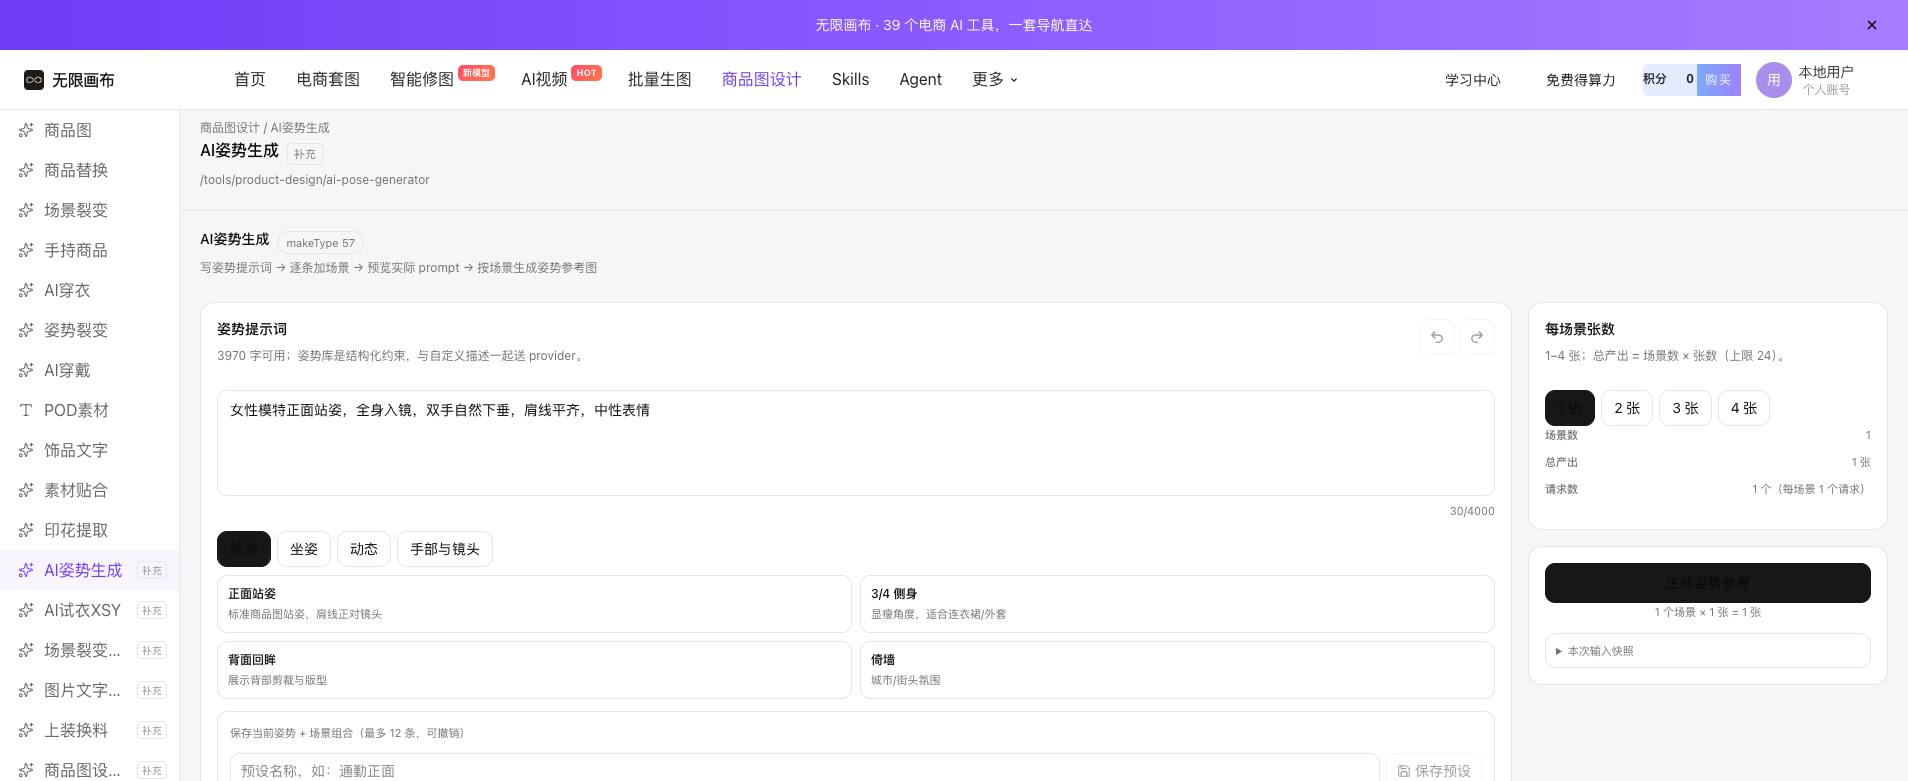 无限画布 · 39 个电商 AI 工具，一套导航直达
无限画布
首页
电商套图
智能修图
新模型
AI视频
HOT
批量生图
商品图设计
Skills
Agent
更多
学习中心
免费得算力
积分 0
购买
用
本地用户
个人账号
商品图
商品替换
场景裂变
手持商品
AI穿衣
姿势裂变
AI穿戴
POD素材
饰品文字
素材贴合
印花提取
AI姿势生成 补充
AI试衣XSY 补充
场景裂变... 补充
图片文字... 补充
上装换料 补充
商品图设... 补充
商品图设计 / AI姿势生成
AI姿势生成 补充
/tools/product-design/ai-pose-generator
AI姿势生成 makeType 57
写姿势提示词 → 逐条加场景 → 预览实际 prompt → 按场景生成姿势参考图
姿势提示词
3970 字可用；姿势库是结构化约束，与自定义描述一起送 provider。
女性模特正面站姿，全身入镜，双手自然下垂，肩线平齐，中性表情
30/4000
站姿 坐姿 动态 手部与镜头
正面站姿
标准商品图站姿，肩线正对镜头
3/4 侧身
显瘦角度，适合连衣裙/外套
背面回眸
展示背部剪裁与版型
倚墙
城市/街头氛围
保存当前姿势 + 场景组合（最多 12 条，可撤销）
预设名称，如：通勤正面
保存预设
每场景张数
1–4 张；总产出 = 场景数 × 张数（上限 24）。
1 张 2 张 3 张 4 张
场景数 1
总产出 1 张
请求数 1 个（每场景 1 个请求）
生成姿势参考
1 个场景 × 1 张 = 1 张
本次输入快照